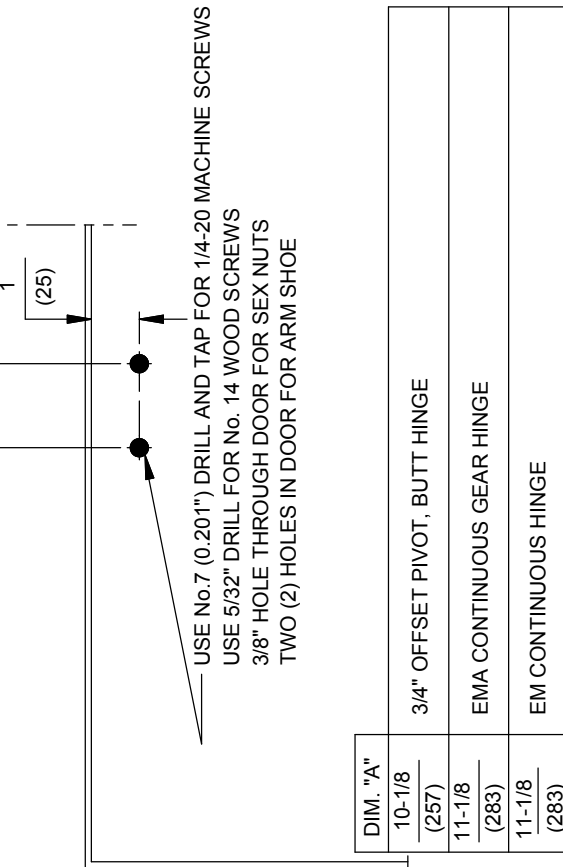 1
(25)
USE No.7 (0.201") DRILL AND TAP FOR 1/4-20 MACHINE SCREWS
USE 5/32" DRILL FOR No. 14 WOOD SCREWS
3/8" HOLE THROUGH DOOR FOR SEX NUTS
TWO (2) HOLES IN DOOR FOR ARM SHOE
DIM. "A"
10-1/8
(257)
3/4" OFFSET PIVOT, BUTT HINGE
11-1/8
(283)
EMA CONTINUOUS GEAR HINGE
11-1/8
(283)
EM CONTINUOUS HINGE